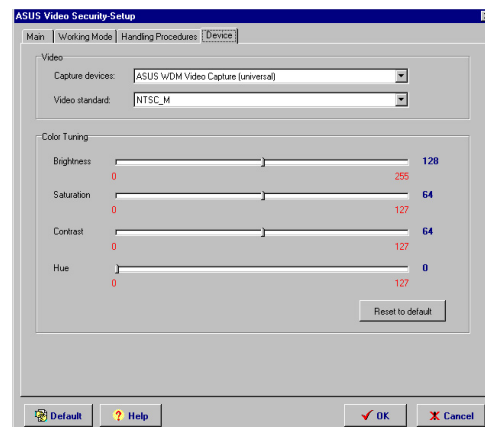 ASUS Video Security-Setup
Main Working Mode Handling Procedures Device
Video
Capture devices: ASUS WDM Video Capture (universal)
Video standard: NTSC_M
Color Tuning
Brightness 128
0 255
Saturation 64
0 127
Contrast 64
0 127
Hue 0
0 127
Reset to default
Default ? Help OK Cancel